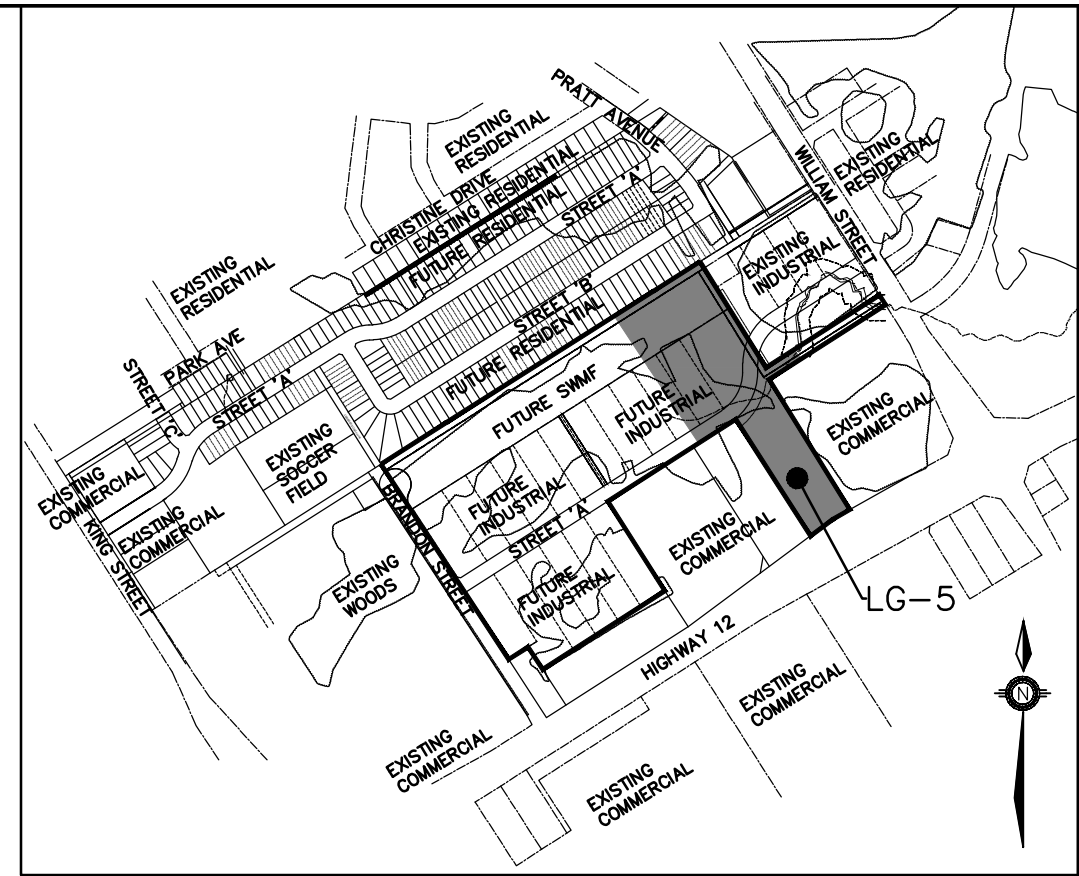 PRATT AVENUE
EXISTING
RESIDENTIAL
WILLIAM STREET
EXISTING
RESIDENTIAL
CHRISTINE DRIVE
EXISTING RESIDENTIAL
FUTURE RESIDENTIAL
STREET 'A'
EXISTING
RESIDENTIAL
EXISTING
INDUSTRIAL
STREET 'B'
FUTURE RESIDENTIAL
PARK AVE
STREET 'C'
STREET 'A'
FUTURE SWMF
FUTURE
INDUSTRIAL
EXISTING
COMMERCIAL
EXISTING
SOCCER
FIELD
EXISTING
COMMERCIAL
KING STREET
EXISTING
COMMERCIAL
BRANDON STREET
FUTURE
INDUSTRIAL
STREET 'A'
EXISTING
COMMERCIAL
EXISTING
WOODS
FUTURE
INDUSTRIAL
LG-5
HIGHWAY 12
EXISTING
COMMERCIAL
EXISTING
COMMERCIAL
EXISTING
COMMERCIAL
N